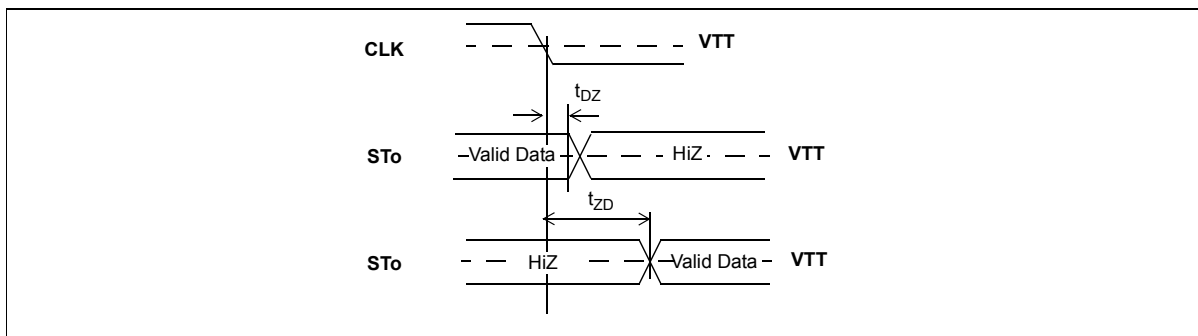 CLK VTT
tDZ
STo Valid Data HiZ VTT
tZD
STo HiZ Valid Data VTT